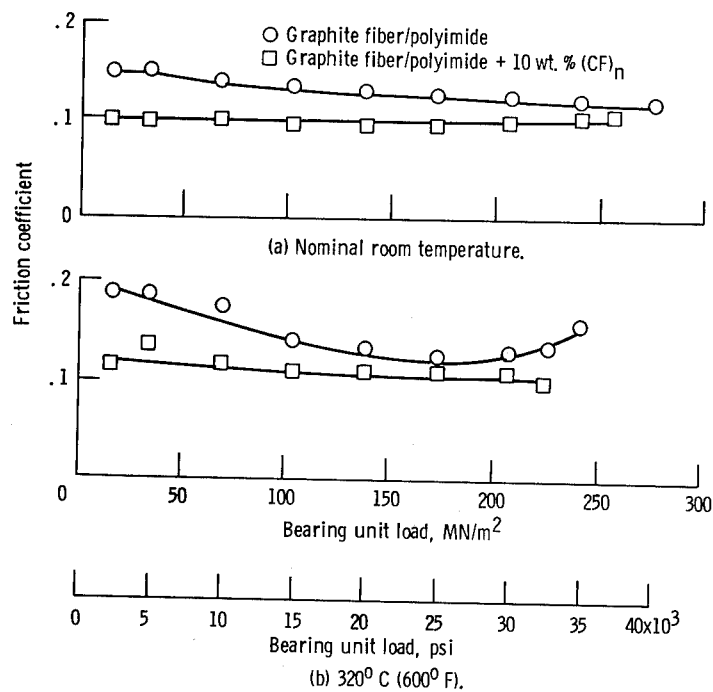 .2
Graphite fiber/polyimide
Graphite fiber/polyimide + 10 wt. % (CF)n
.1
0
(a) Nominal room temperature.
Friction coefficient
.2
.1
0 50 100 150 200 250 300
Bearing unit load, MN/m2
0 5 10 15 20 25 30 35 40x103
Bearing unit load, psi
(b) 320o C (600o F).